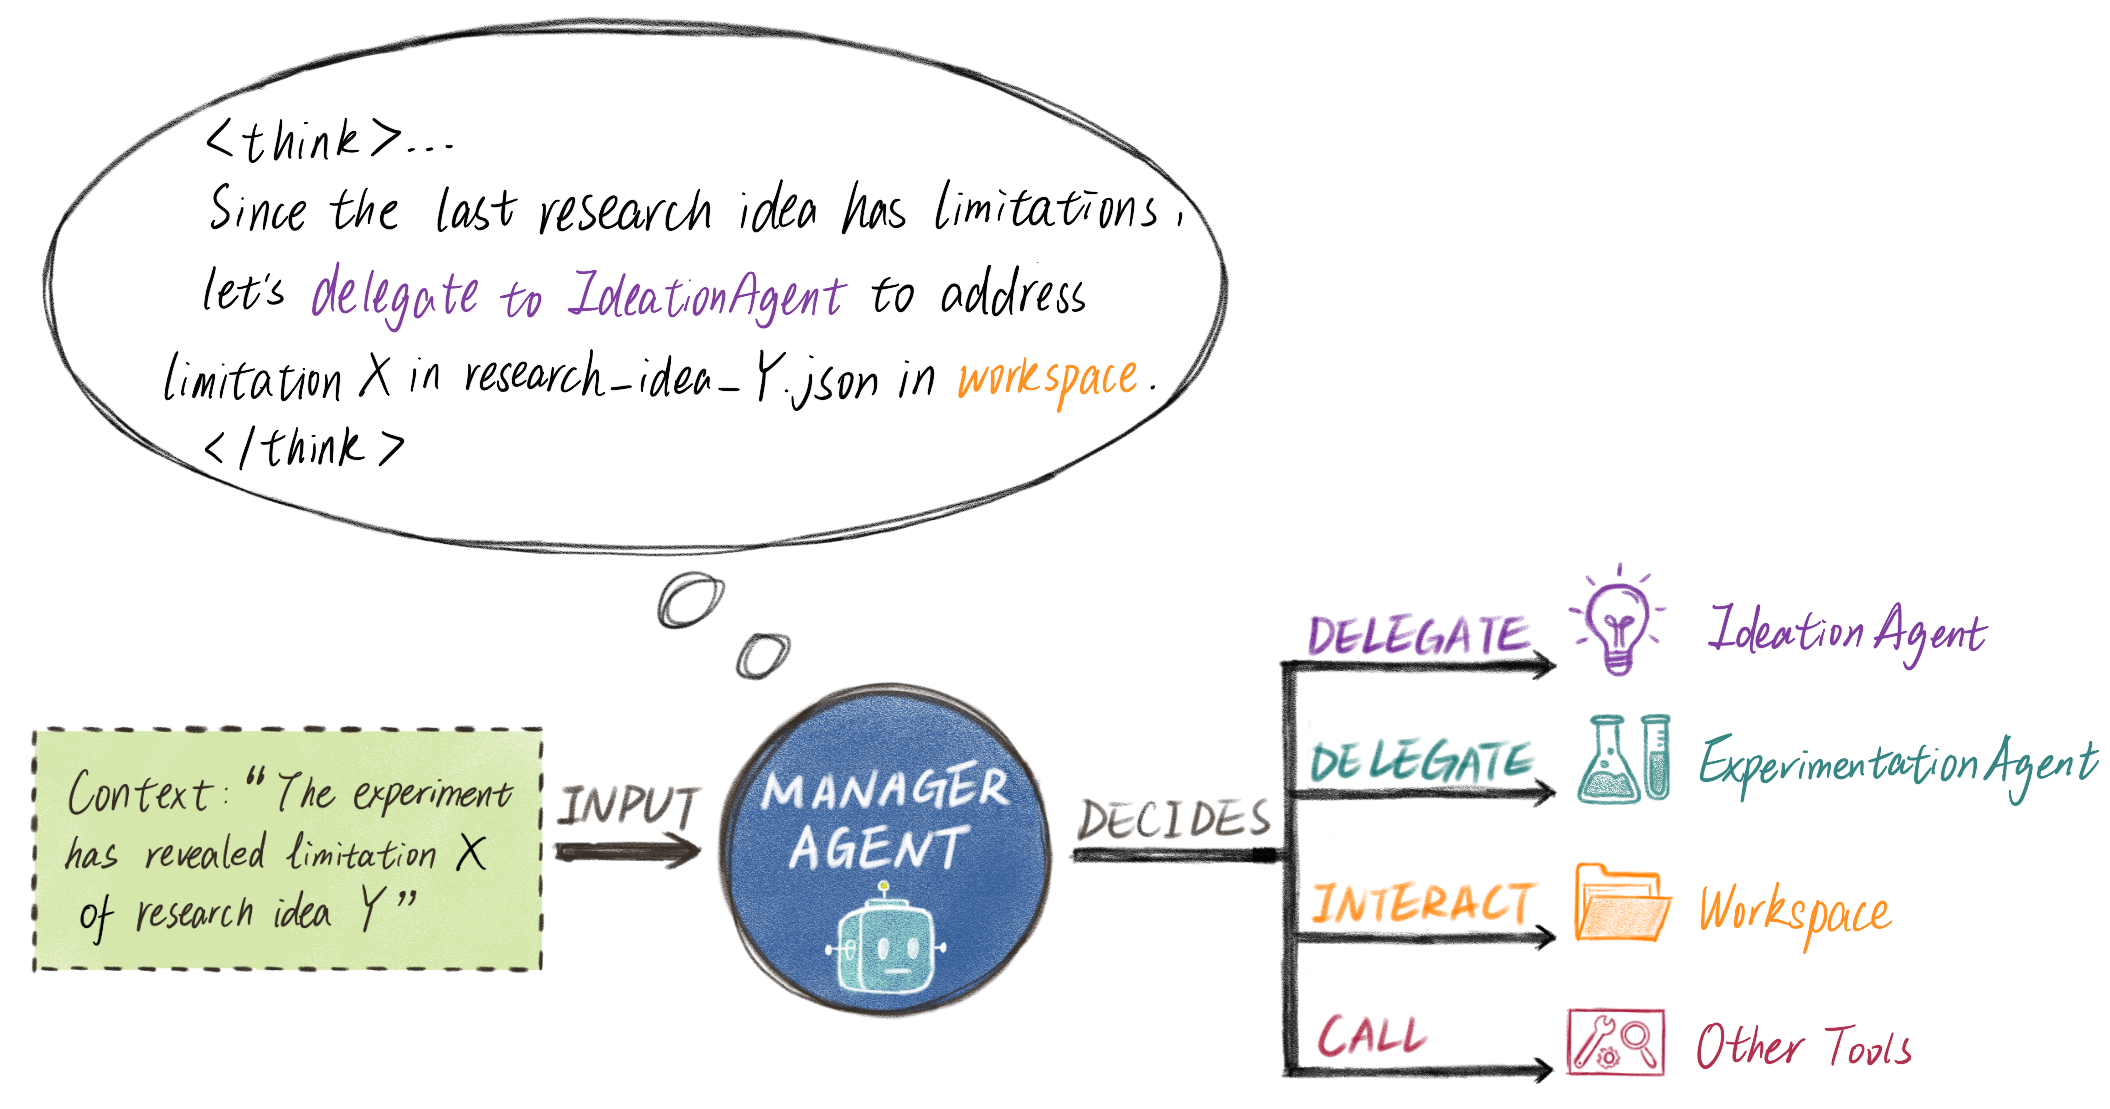 <think>...
Since the last research idea has limitations,
let's delegate to IdeationAgent to address
limitation X in research_idea_Y.json in workspace.
</think>
Context: "The experiment
has revealed limitation X
of research idea Y"
INPUT
MANAGER
AGENT
DECIDES
DELEGATE
Ideation Agent
DELEGATE
Experimentation Agent
INTERACT
Workspace
CALL
Other Tools